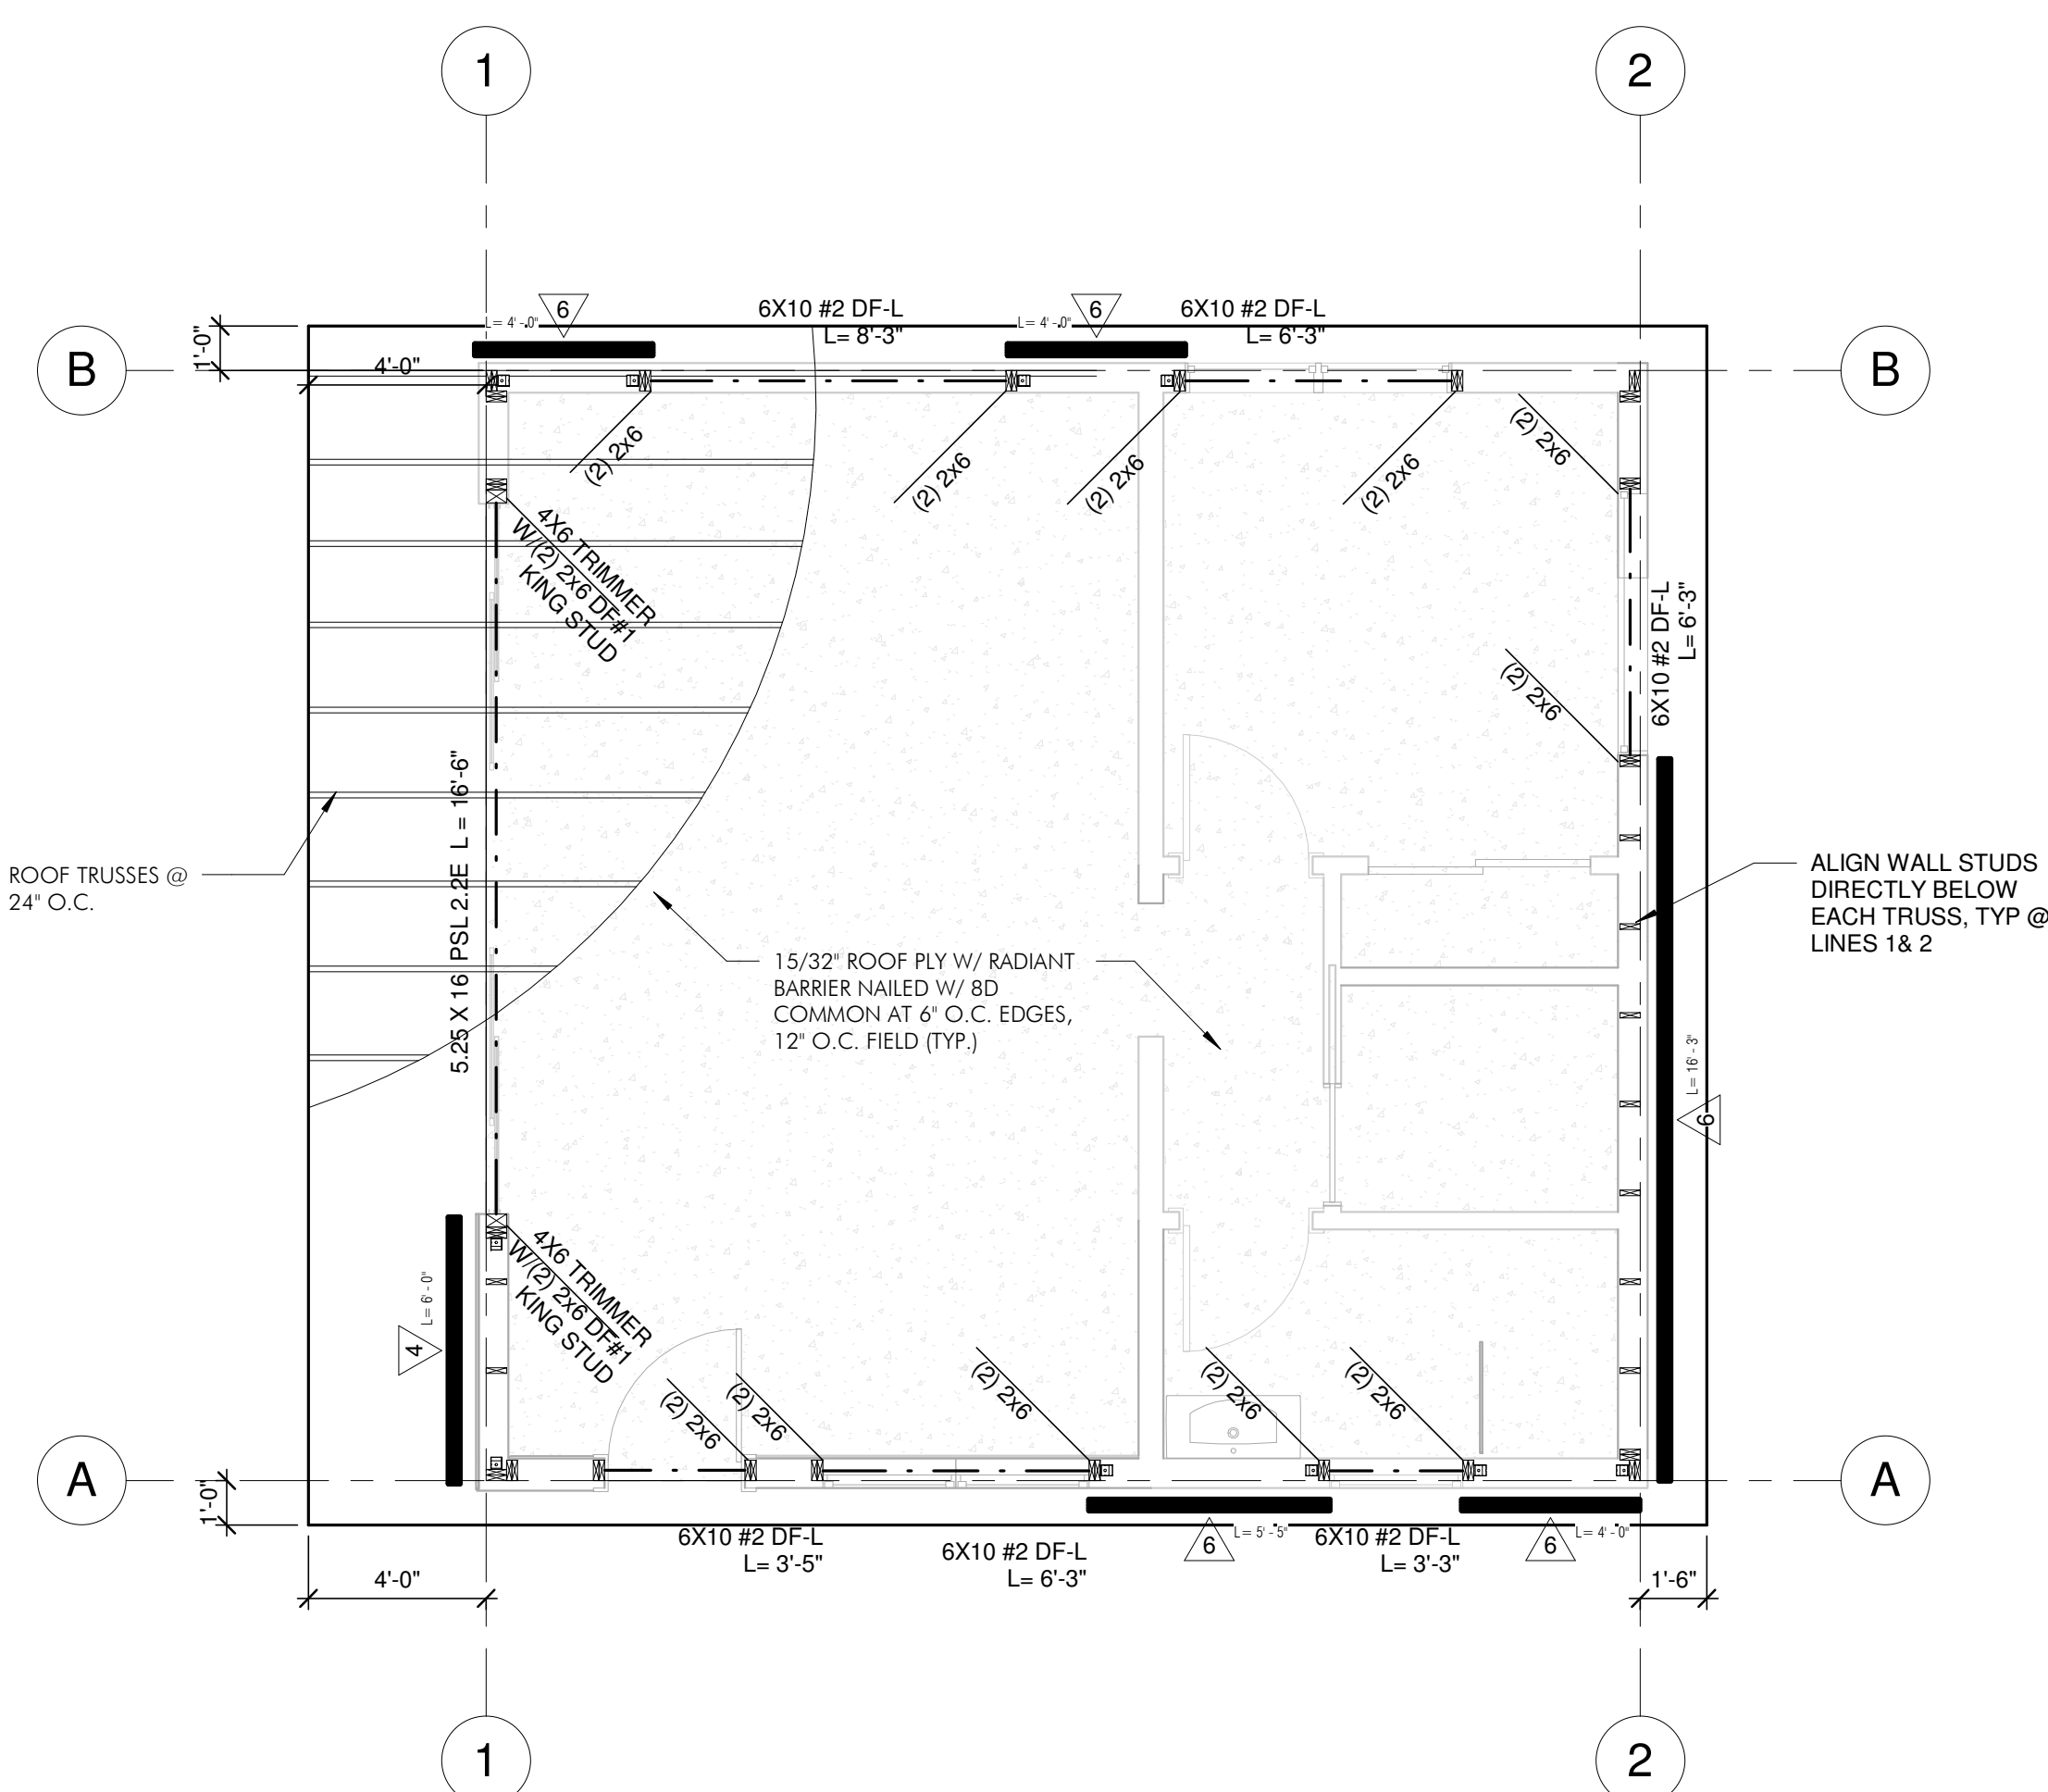 1
2
6
6X10 #2 DF-L
L= 8'-3"
6
6X10 #2 DF-L
L= 6'-3"
L= 4' - 0"
L= 4' - 0"
1'-0"
B
4'-0"
B
(2) 2x6
(2) 2x6
(2) 2x6
(2) 2x6
(2) 2x6
4X6 TRIMMER
W/(2) 2x6 DF#1
KING STUD
6X10 #2 DF-L
L= 6'-3"
(2) 2x6
5.25 X 16 PSL 2.2E L = 16'-6"
ROOF TRUSSES @
24" O.C.
ALIGN WALL STUDS
DIRECTLY BELOW
EACH TRUSS, TYP @
LINES 1& 2
15/32" ROOF PLY W/ RADIANT
BARRIER NAILED W/ 8D
COMMON AT 6" O.C. EDGES,
12" O.C. FIELD (TYP.)
L= 16' - 3"
6
4X6 TRIMMER
W/(2) 2x6 DF#1
KING STUD
L= 6' - 0"
4
(2) 2x6
(2) 2x6
(2) 2x6
(2) 2x6
(2) 2x6
A
A
1'-0"
6X10 #2 DF-L
L= 3'-5"
6X10 #2 DF-L
L= 6'-3"
6
L= 5' - 5"
6X10 #2 DF-L
L= 3'-3"
6
L= 4' - 0"
4'-0"
1'-6"
1
2